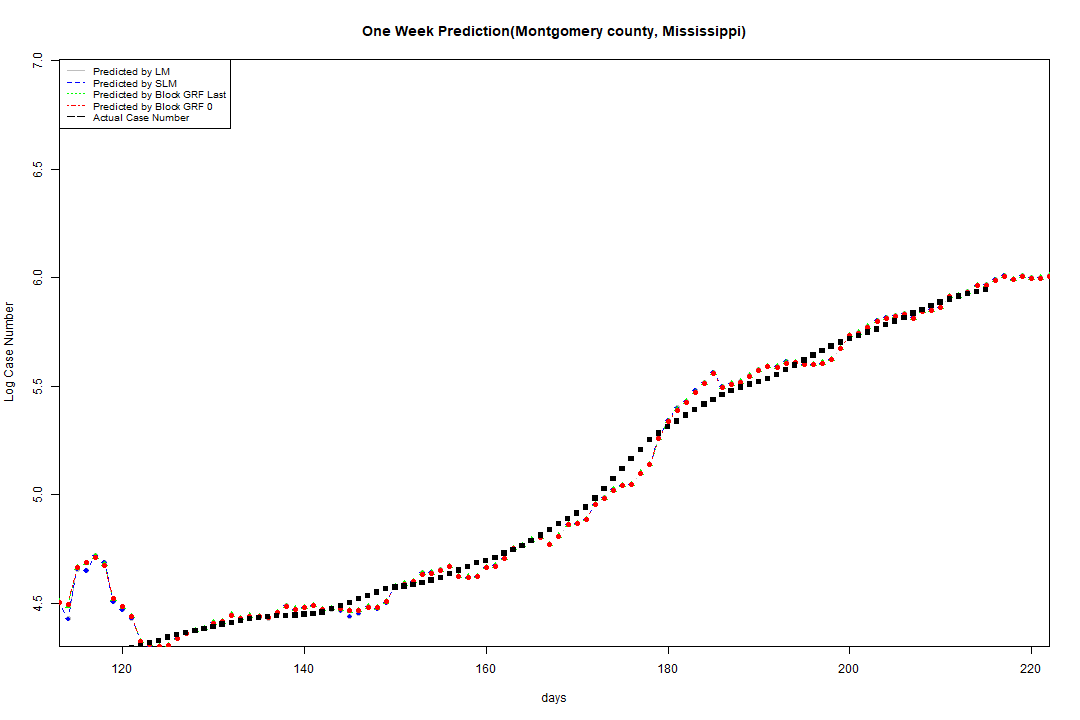 One Week Prediction(Montgomery county, Mississippi)
Predicted by LM
Predicted by SLM
Predicted by Block GRF Last
Predicted by Block GRF 0
Actual Case Number
7.0
6.5
6.0
5.5
5.0
4.5
Log Case Number
120 140 160 180 200 220
days